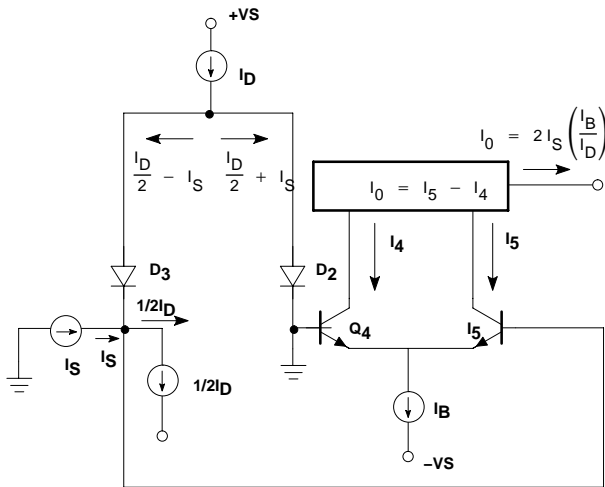 +VS
I_D
I_0 = 2 I_S (I_B/I_D)
I_D/2 − I_S
I_D/2 + I_S
I_0 = I_5 − I_4
I_4
I_5
D_3
D_2
1/2I_D
Q_4
I_5
I_S
I_S
1/2I_D
I_B
−VS